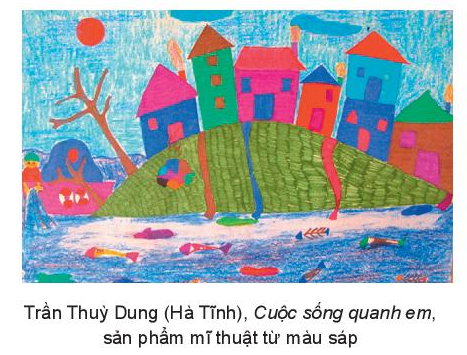 Trần Thuỳ Dung (Hà Tĩnh), Cuộc sống quanh em,
sản phẩm mĩ thuật từ màu sáp